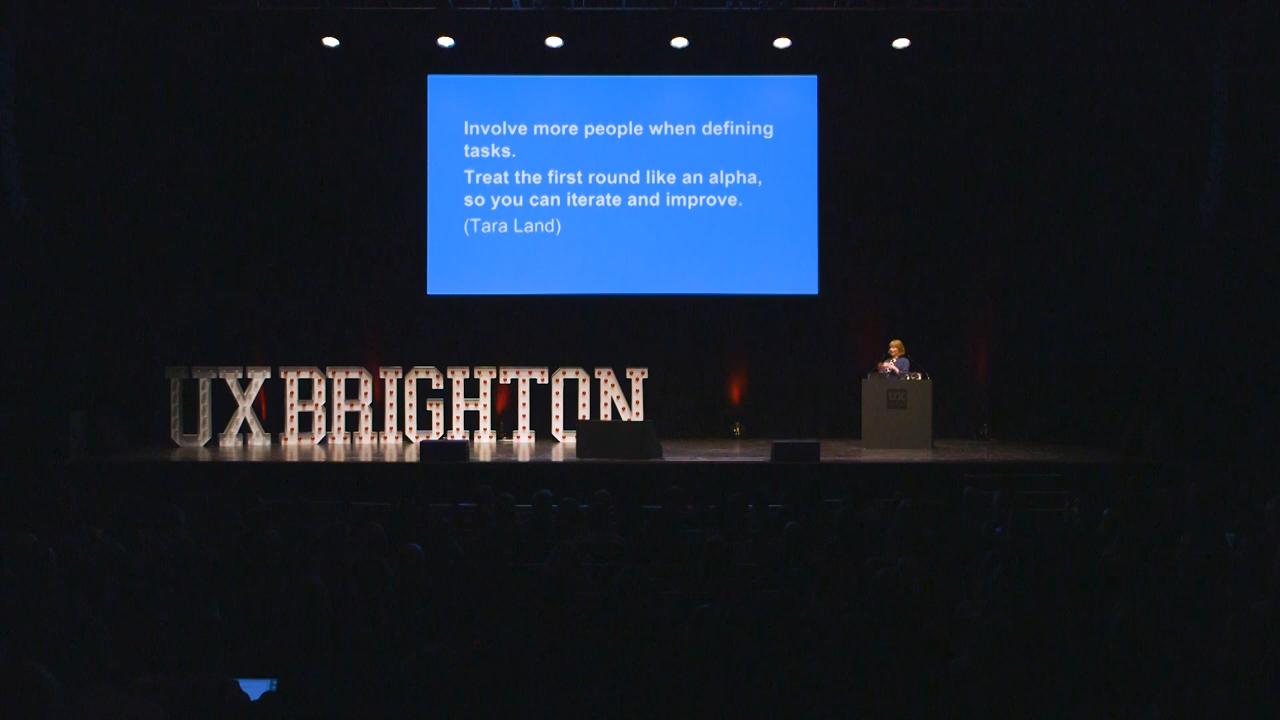 Involve more people when defining
tasks.
Treat the first round like an alpha,
so you can iterate and improve.
(Tara Land)
UX BRIGHTON
UX